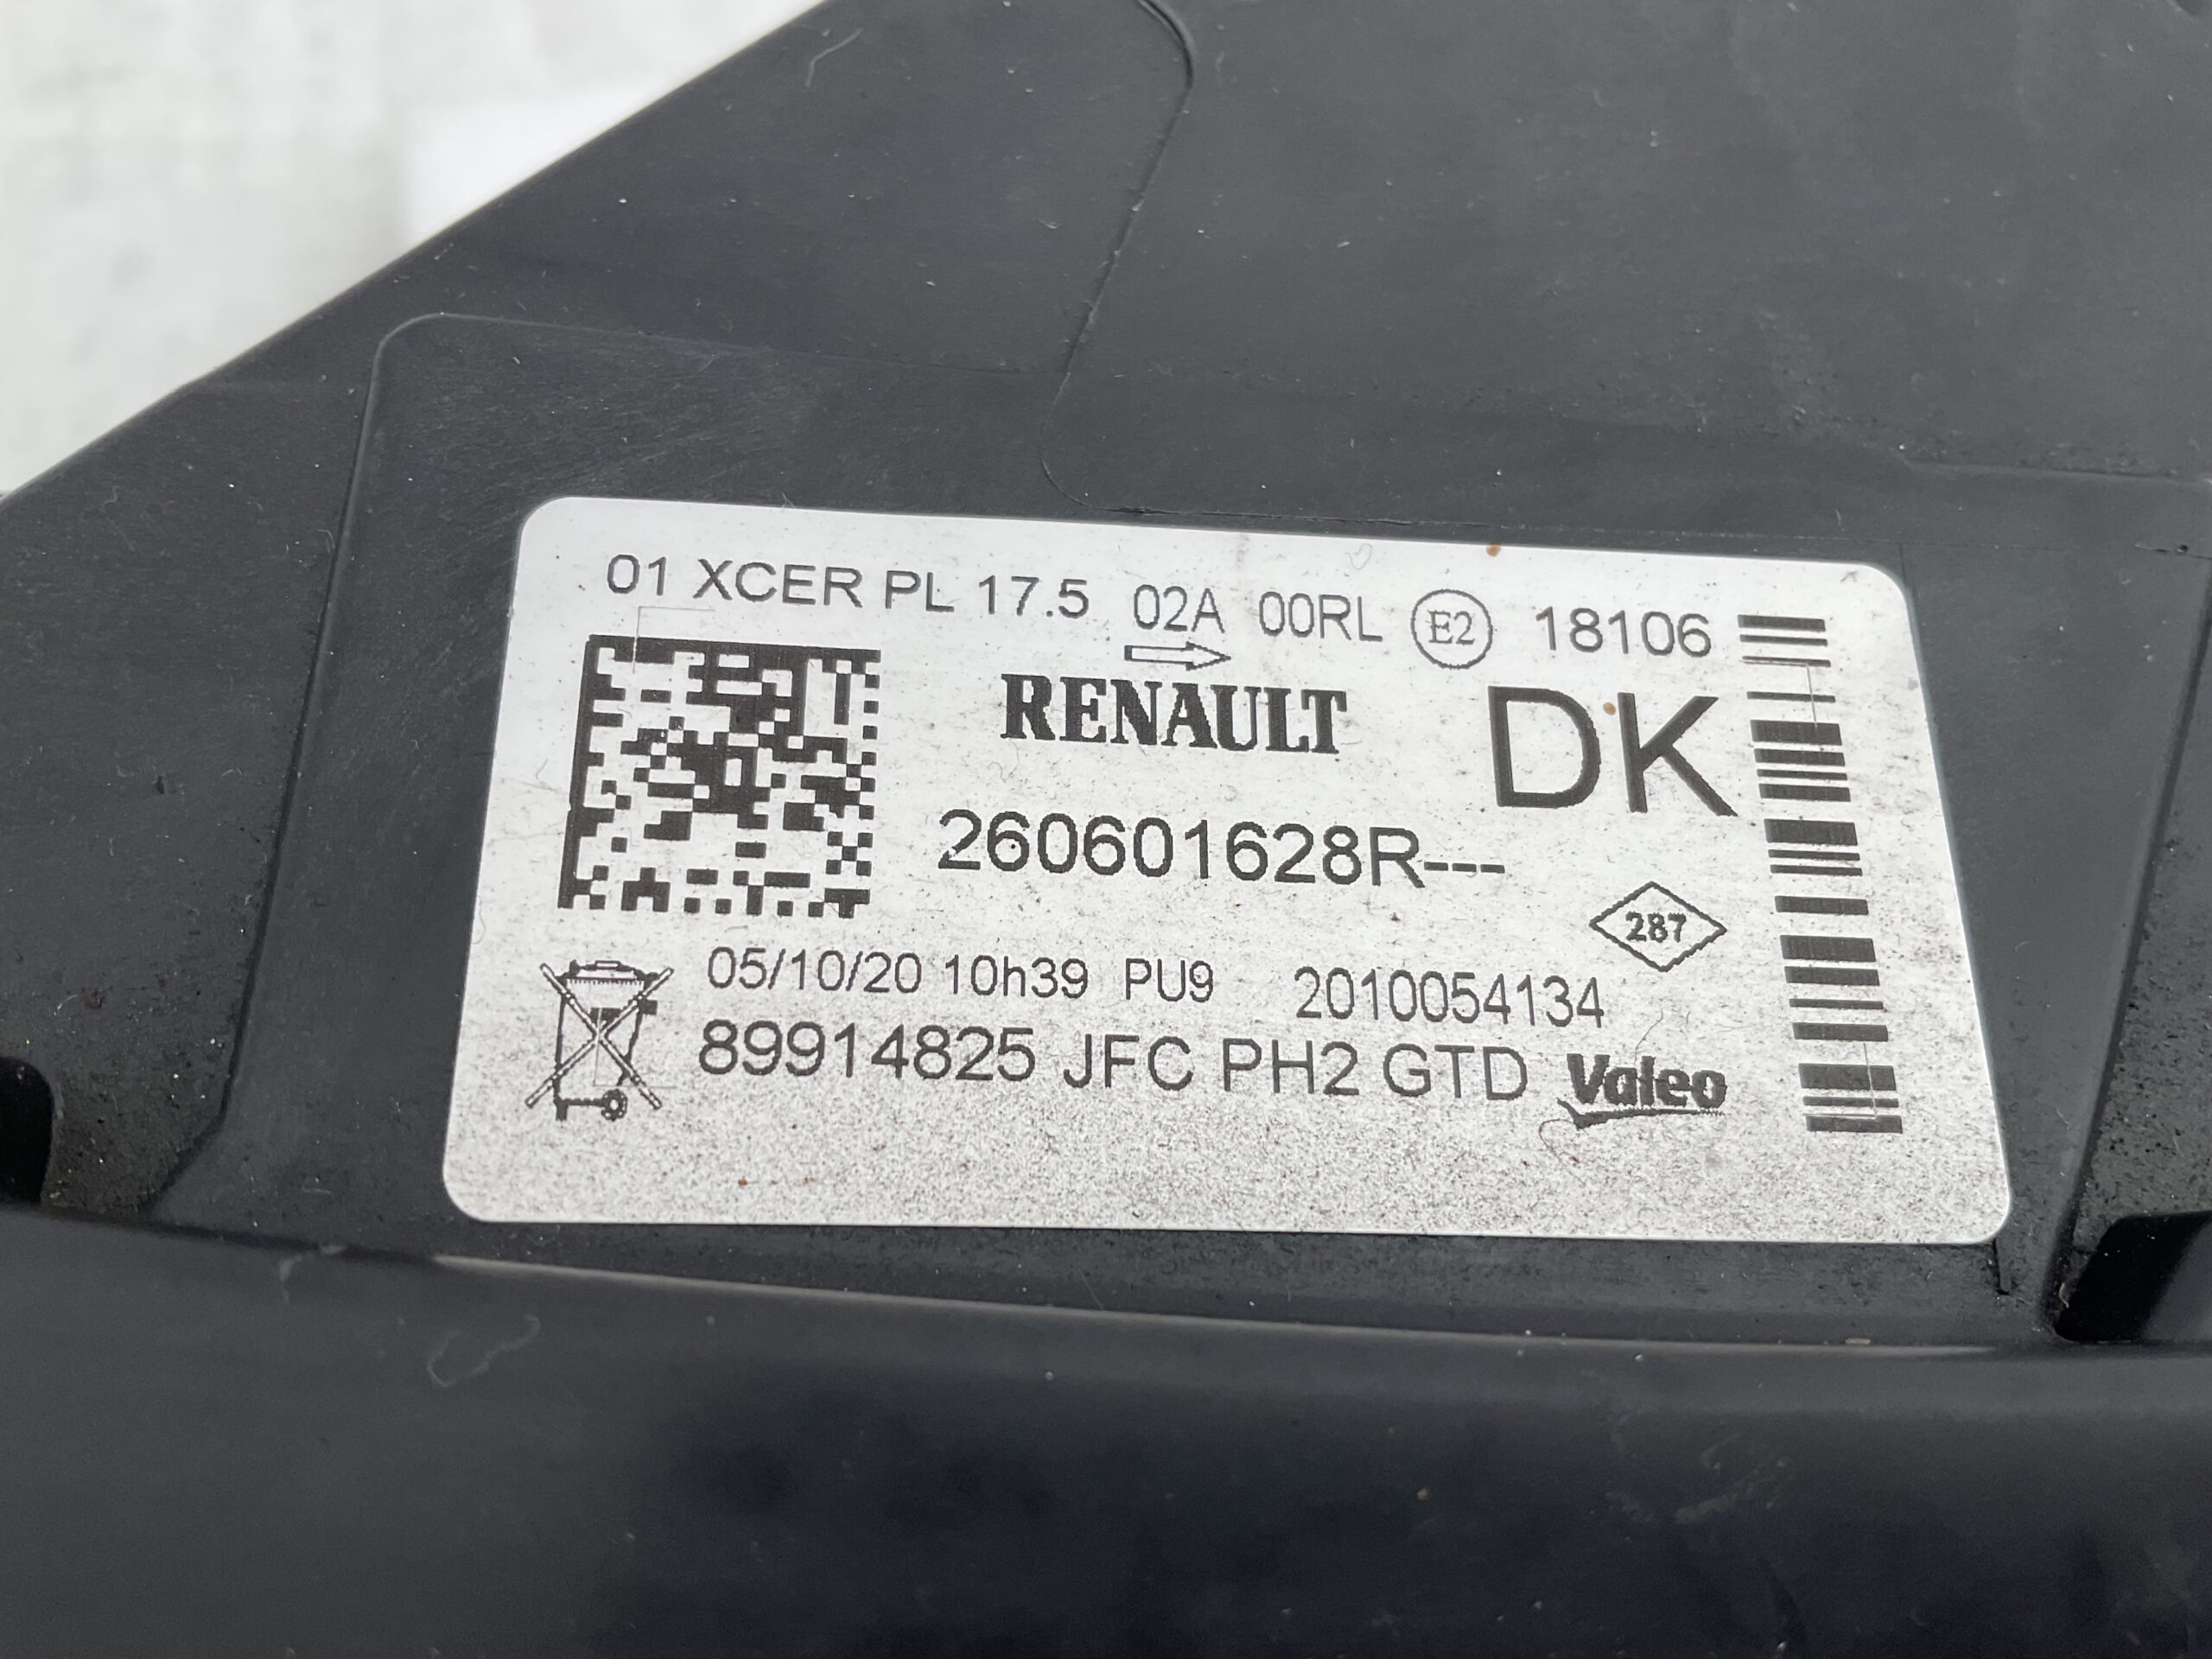 01 XCER PL 17.5 02A 00RL E2 18106
RENAULT
DK
260601628R---
287
05/10/20 10h39 PU9 2010054134
89914825 JFC PH2 GTD Valeo